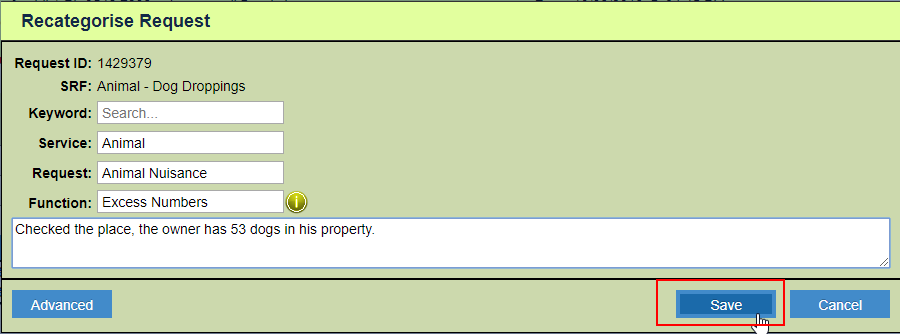 Recategorise Request
Request ID: 1429379
SRF: Animal - Dog Droppings
Keyword: Search...
Service: Animal
Request: Animal Nuisance
Function: Excess Numbers i
Checked the place, the owner has 53 dogs in his property.
Advanced Save Cancel